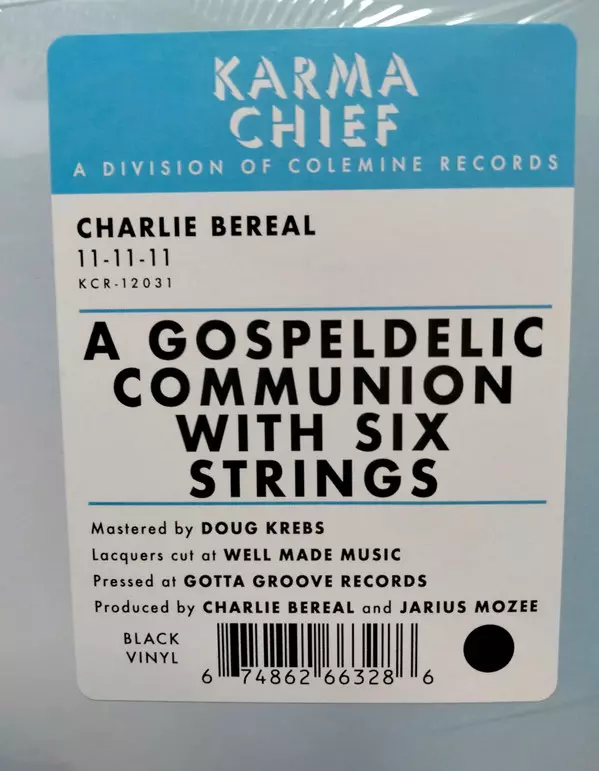 KARMA
CHIEF
A DIVISION OF COLEMINE RECORDS
CHARLIE BEREAL
11-11-11
KCR-12031
A GOSPELDELIC
COMMUNION
WITH SIX
STRINGS
Mastered by DOUG KREBS
Lacquers cut at WELL MADE MUSIC
Pressed at GOTTA GROOVE RECORDS
Produced by CHARLIE BEREAL and JARIUS MOZEE
BLACK
VINYL
6 74862 66328 6